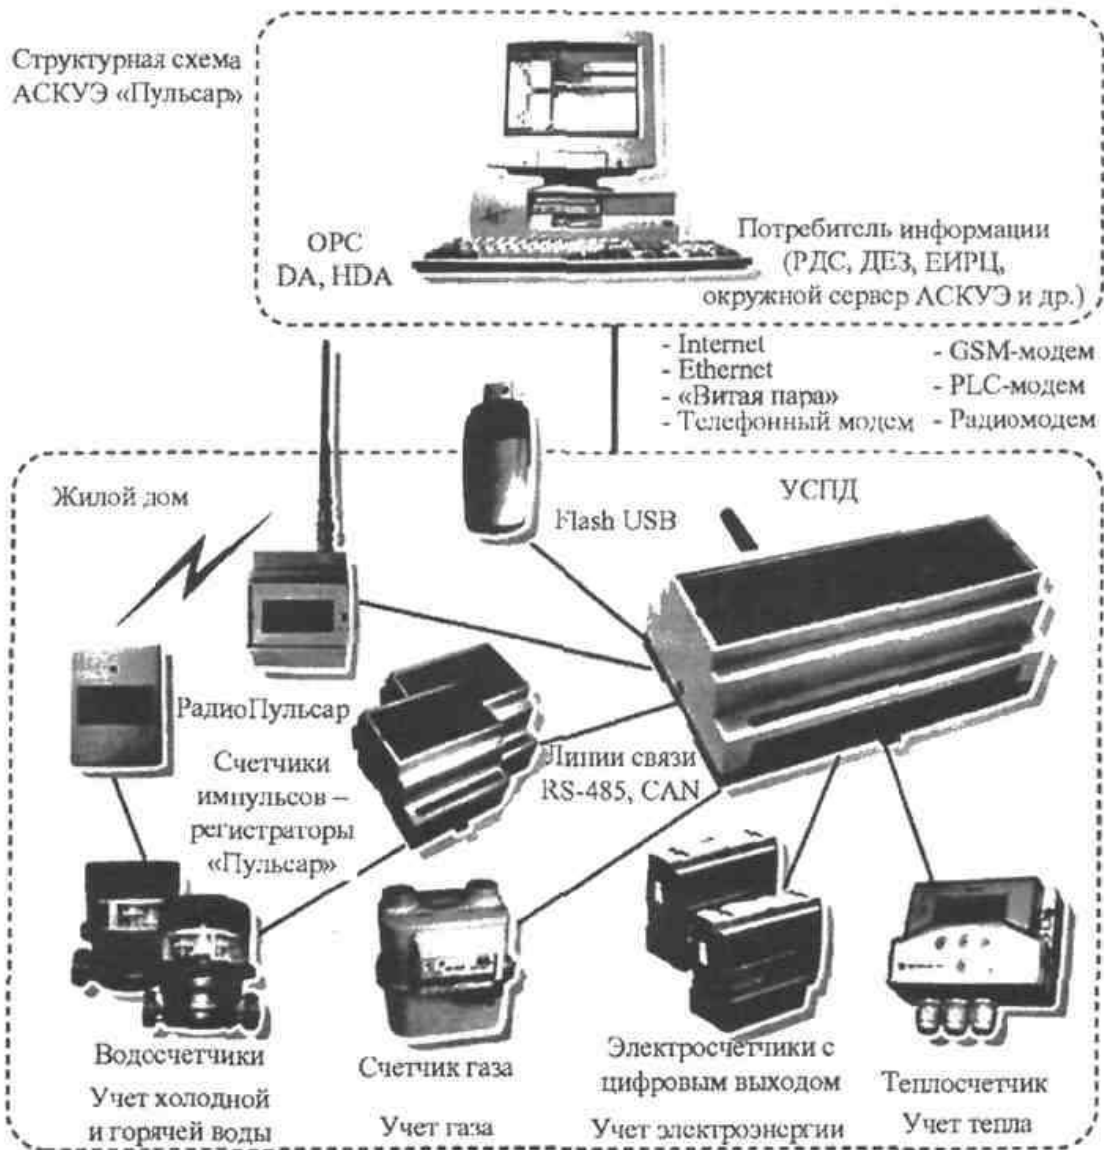 Структурная схема
АСКУЭ «Пульсар»
OPC
DA, HDA
Потребитель информации
(РДС, ДЕЗ, ЕИРЦ,
окружной сервер АСКУЭ и др.)
- Internet
- Ethernet
- «Витая пара»
- Телефонный модем
- GSM-модем
- PLC-модем
- Радиомодем
Жилой дом
Flash USB
УСПД
РадиоПульсар
Счетчики
импульсов –
регистраторы
«Пульсар»
Линии связи
RS-485, CAN
Водосчетчики
Учет холодной
и горячей воды
Счетчик газа
Учет газа
Электросчетчики с
цифровым выходом
Учет электроэнергии
Теплосчетчик
Учет тепла